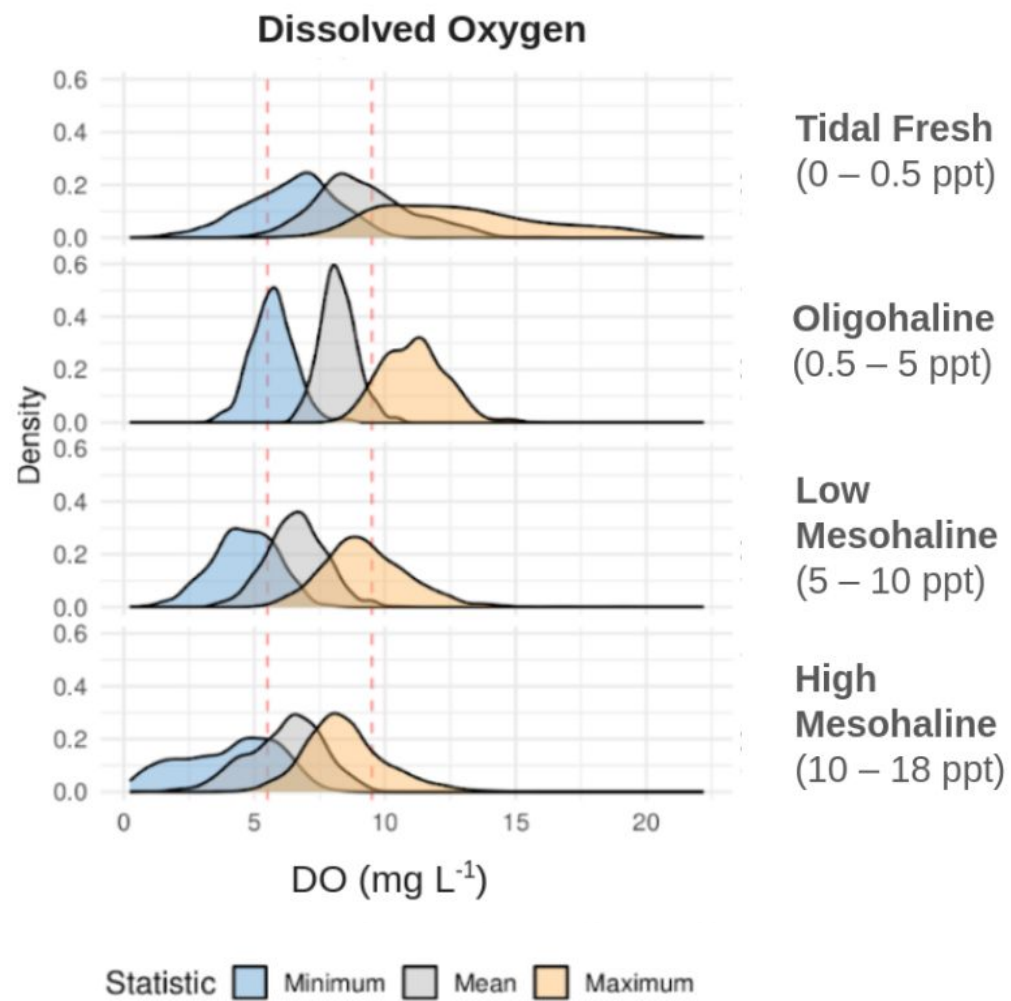 Dissolved Oxygen
0.6
0.4
0.2
0.0
Tidal Fresh
(0 – 0.5 ppt)
0.6
0.4
0.2
0.0
Oligohaline
(0.5 – 5 ppt)
Density
0.6
0.4
0.2
0.0
Low
Mesohaline
(5 – 10 ppt)
0.6
0.4
0.2
0.0
High
Mesohaline
(10 – 18 ppt)
0 5 10 15 20
DO (mg L⁻¹)
Statistic Minimum Mean Maximum